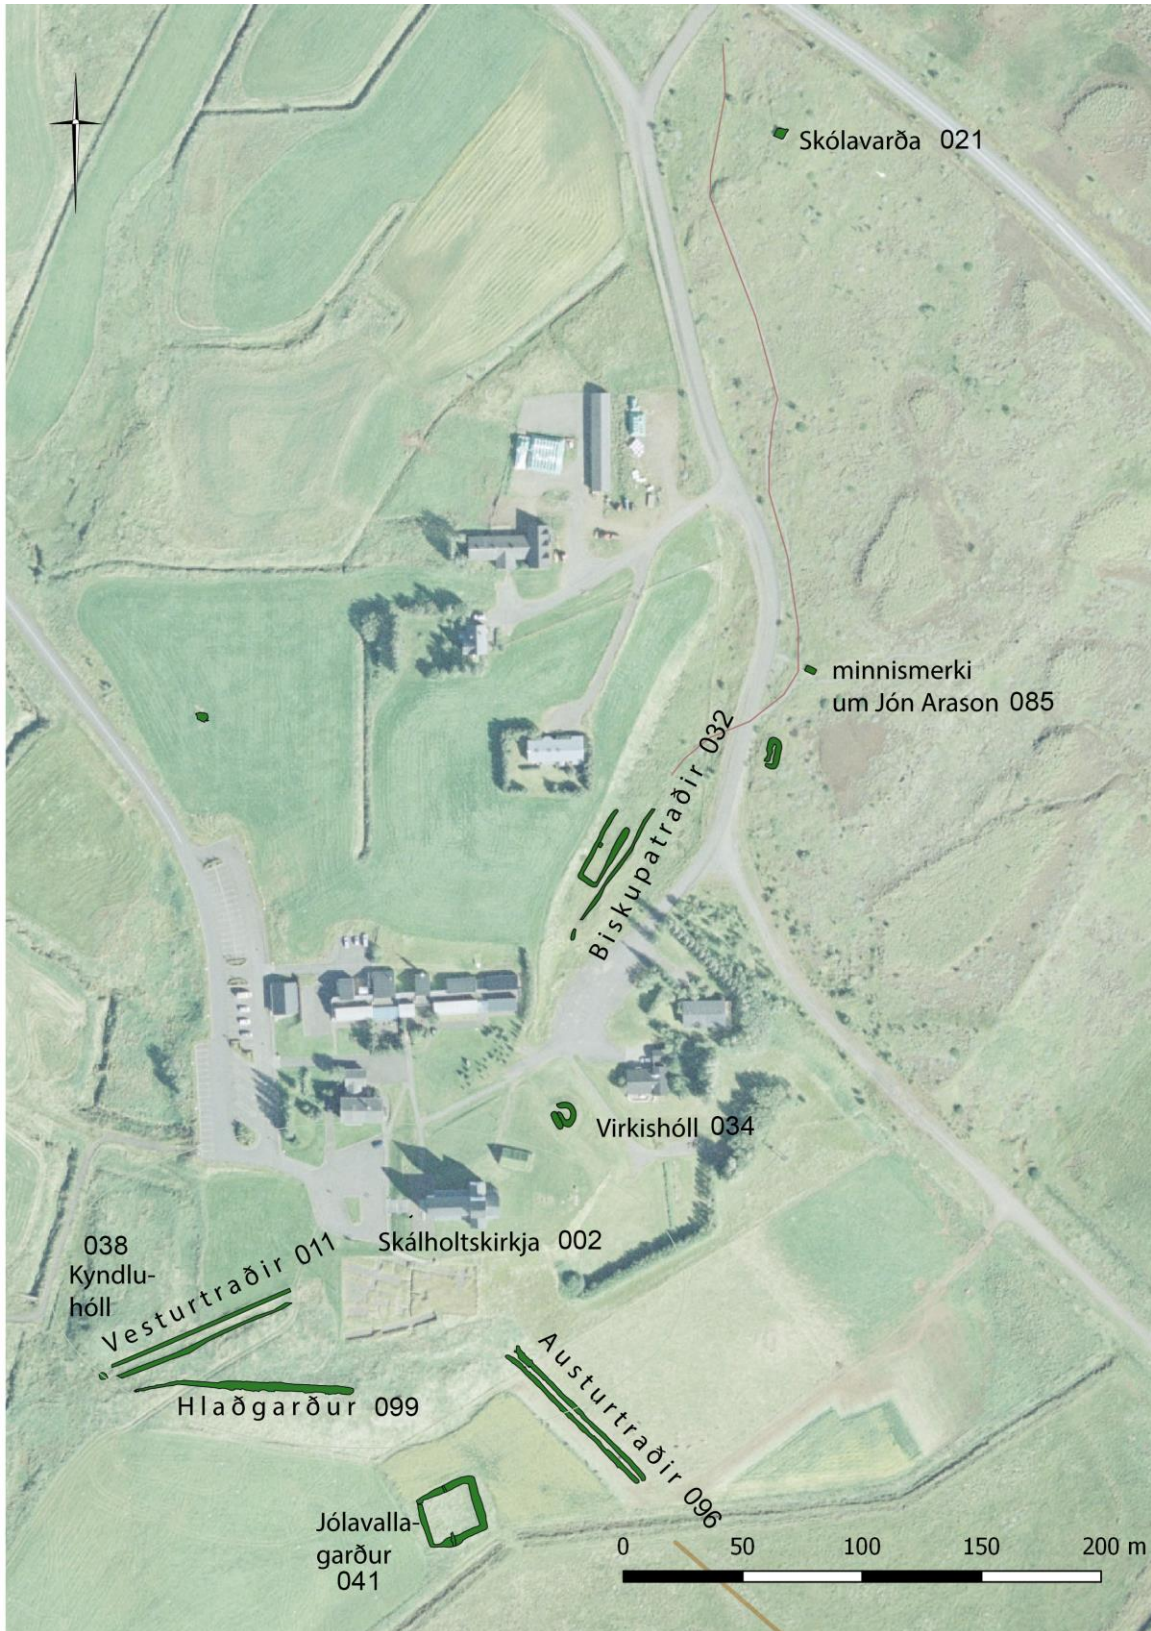 Skólavarða 021
minnismerki
um Jón Arason 085
Biskupatraðir 032
Virkishóll 034
Skálholtskirkja 002
038
Kyndlu-
hóll
Vesturtraðir 011
Hlaðgarður 099
Austurtraðir 096
Jólavalla-
garður
041
0 50 100 150 200 m